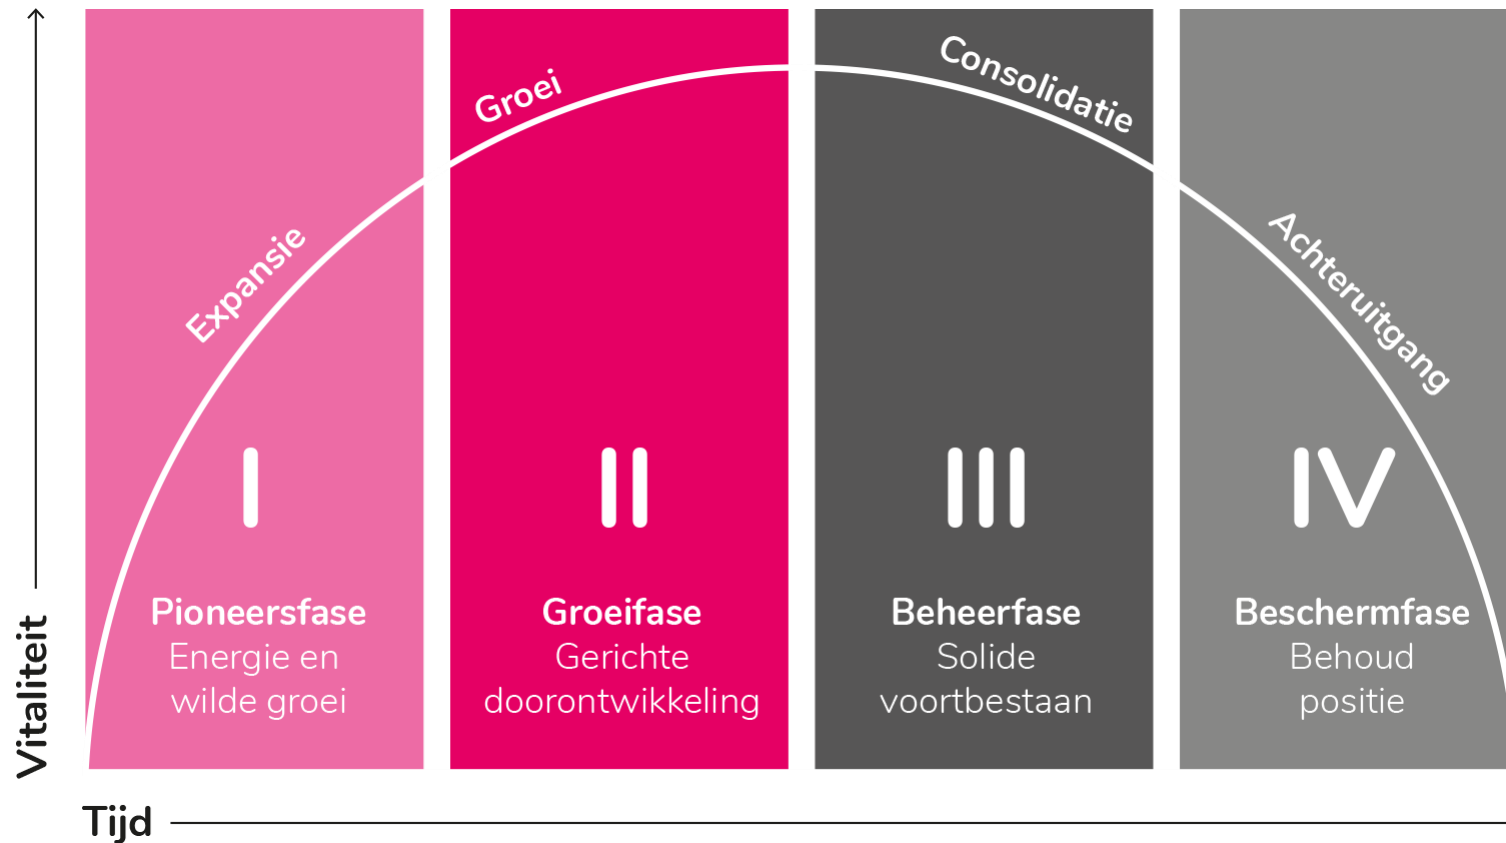 Vitaliteit
Expansie
Groei
Consolidatie
Achteruitgang
I
Pioneersfase
Energie en
wilde groei
II
Groeifase
Gerichte
doorontwikkeling
III
Beheerfase
Solide
voortbestaan
IV
Beschermfase
Behoud
positie
Tijd